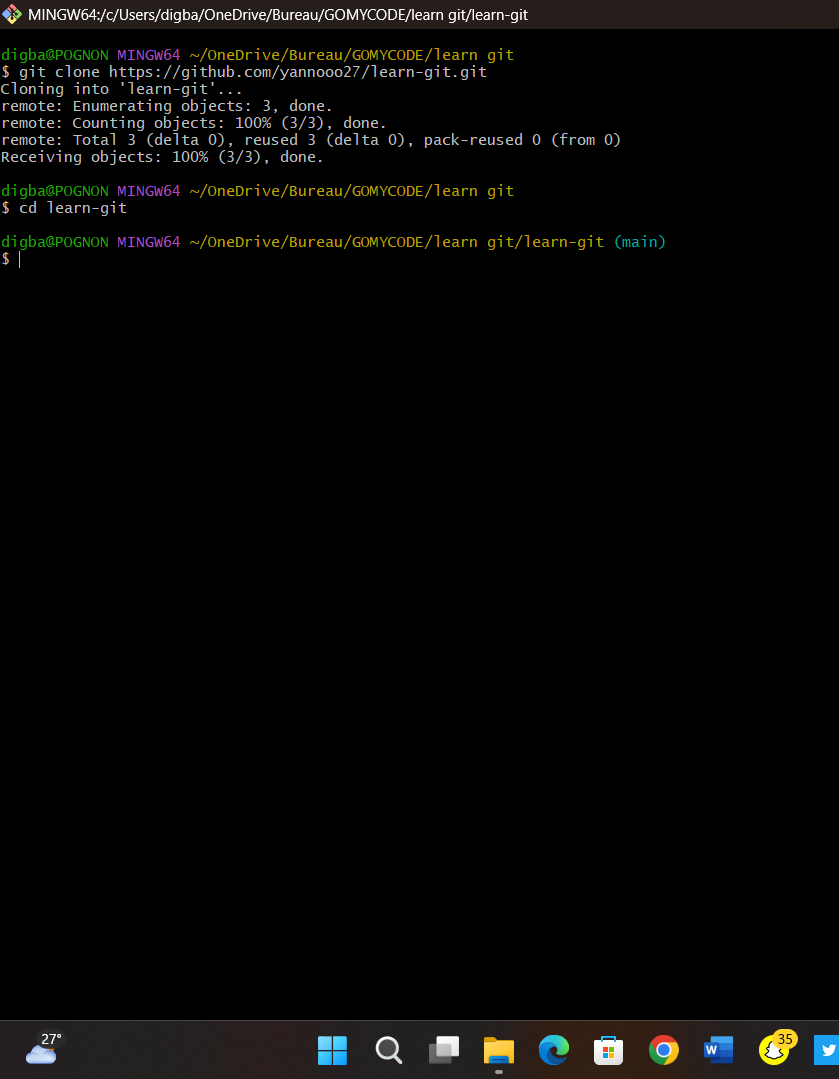 MINGW64:/c/Users/digba/OneDrive/Bureau/GOMYCODE/learn git/learn-git
digba@POGNON MINGW64 ~/OneDrive/Bureau/GOMYCODE/learn git
$ git clone https://github.com/yannooo27/learn-git.git
Cloning into 'learn-git'...
remote: Enumerating objects: 3, done.
remote: Counting objects: 100% (3/3), done.
remote: Total 3 (delta 0), reused 3 (delta 0), pack-reused 0 (from 0)
Receiving objects: 100% (3/3), done.
digba@POGNON MINGW64 ~/OneDrive/Bureau/GOMYCODE/learn git
$ cd learn-git
digba@POGNON MINGW64 ~/OneDrive/Bureau/GOMYCODE/learn git/learn-git (main)
$
27°
W
35